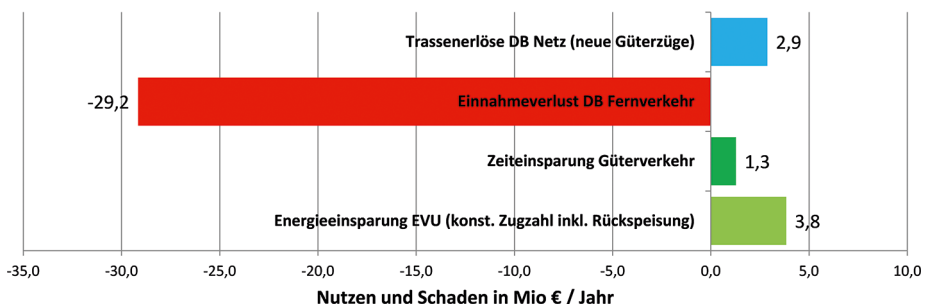 Trassenerlöse DB Netz (neue Güterzüge)
2,9
-29,2
Einnahmeverlust DB Fernverkehr
Zeiteinsparung Güterverkehr
1,3
Energieeinsparung EVU (konst. Zugzahl inkl. Rückspeisung)
3,8
-35,0 -30,0 -25,0 -20,0 -15,0 -10,0 -5,0 0,0 5,0 10,0
Nutzen und Schaden in Mio € / Jahr